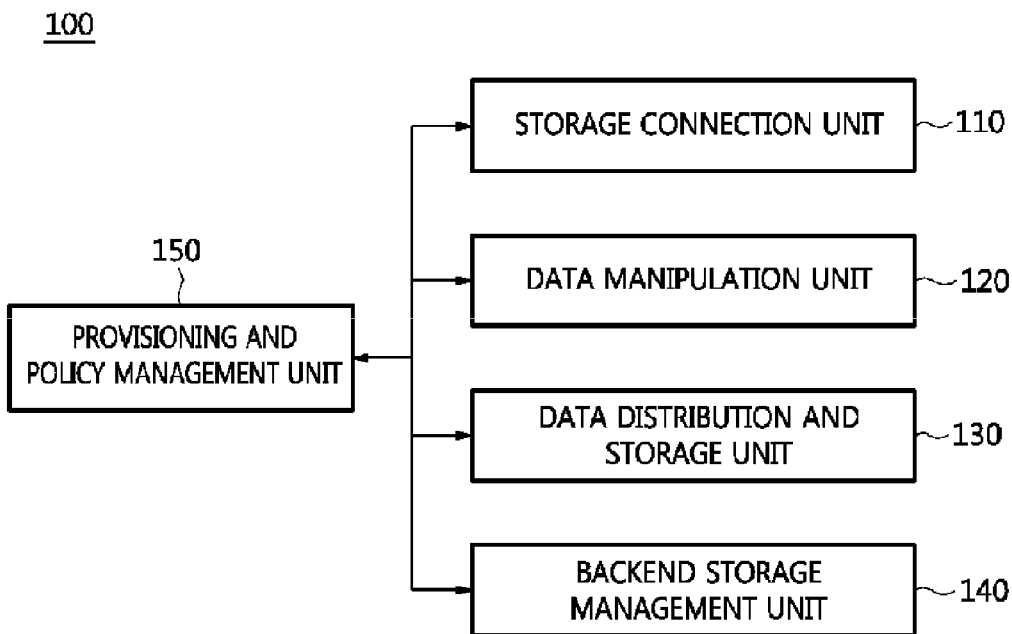 100
STORAGE CONNECTION UNIT
110
150
DATA MANIPULATION UNIT
120
PROVISIONING AND
POLICY MANAGEMENT UNIT
DATA DISTRIBUTION AND
STORAGE UNIT
130
BACKEND STORAGE
MANAGEMENT UNIT
140